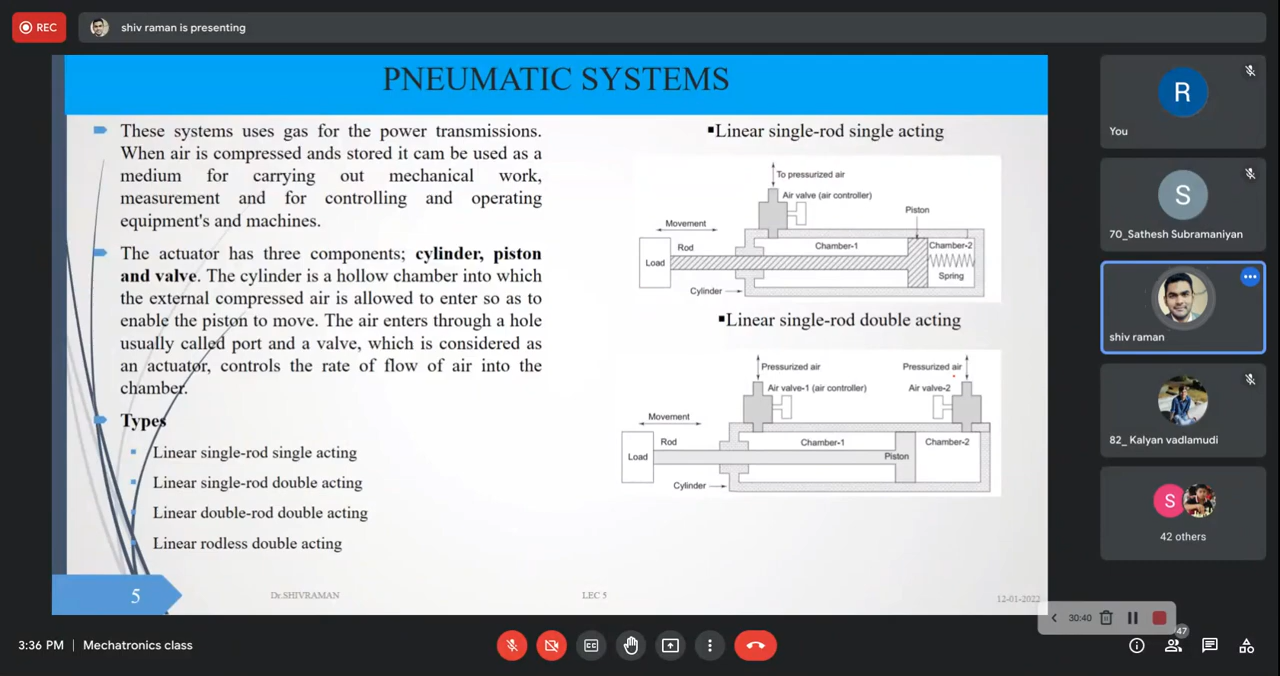 REC
shiv raman is presenting
PNEUMATIC SYSTEMS
These systems uses gas for the power transmissions.
When air is compressed ands stored it cam be used as a
medium for carrying out mechanical work,
measurement and for controlling and operating
equipment's and machines.
The actuator has three components; cylinder, piston
and valve. The cylinder is a hollow chamber into which
the external compressed air is allowed to enter so as to
enable the piston to move. The air enters through a hole
usually called port and a valve, which is considered as
an actuator, controls the rate of flow of air into the
chamber.
Types
Linear single-rod single acting
Linear single-rod double acting
Linear double-rod double acting
Linear rodless double acting
Linear single-rod single acting
To pressurized air
Air valve (air controller)
Piston
Movement
Rod
Chamber-1
Chamber-2
Load
Spring
Cylinder
Linear single-rod double acting
Pressurized air
Pressurized air
Air valve-1 (air controller)
Air valve-2
Movement
Rod
Chamber-1
Chamber-2
Load
Piston
Cylinder
5
Dr.SHIVRAMAN
LEC 5
12-01-2022
R
You
S
70_Sathesh Subramaniyan
shiv raman
82_ Kalyan vadlamudi
S
42 others
30:40
3:36 PM | Mechatronics class
47